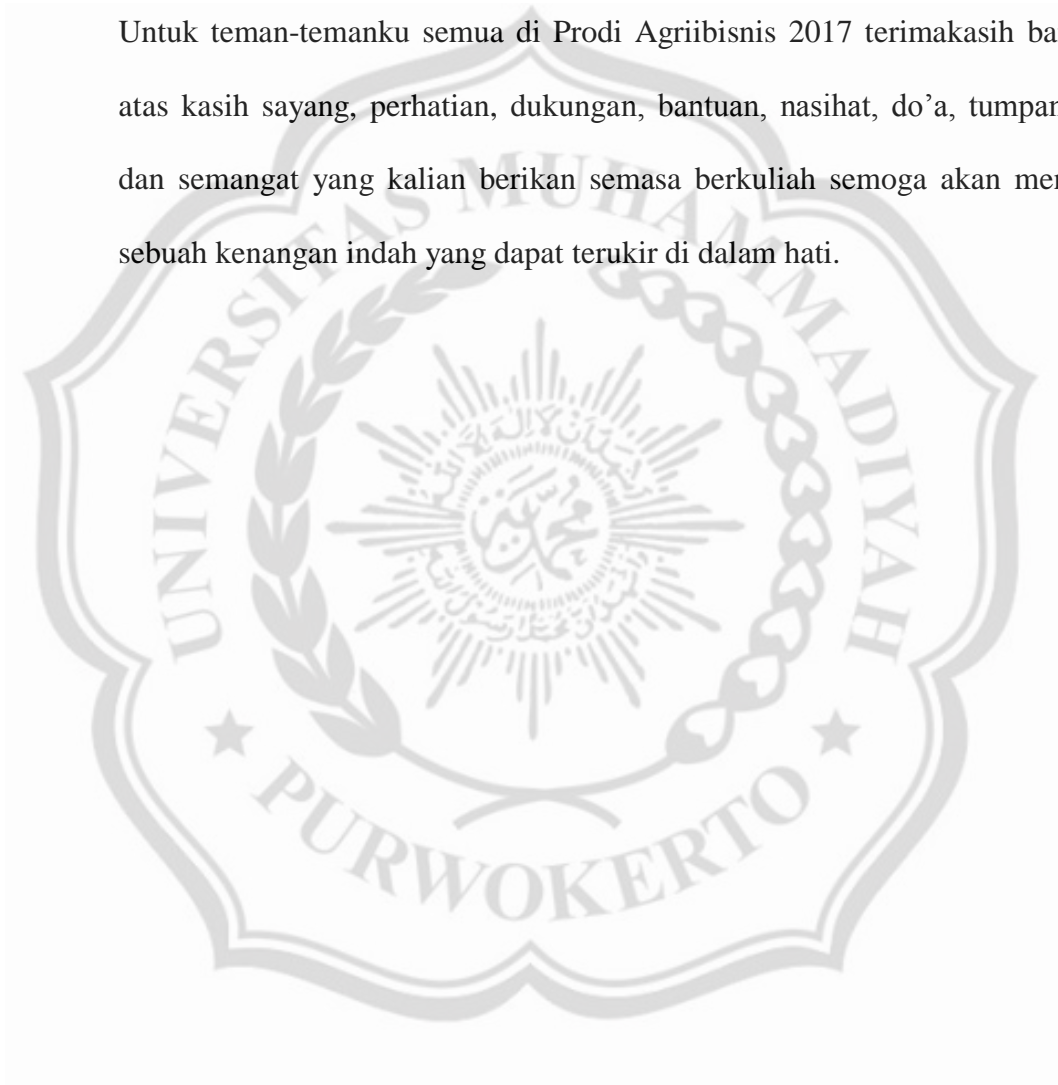 Untuk teman-temanku semua di Prodi Agriibisnis 2017 terimakasih ba
atas kasih sayang, perhatian, dukungan, bantuan, nasihat, do’a, tumpan
dan semangat yang kalian berikan semasa berkuliah semoga akan
sebuah kenangan indah yang dapat terukir di dalam hati.
UNIVERSITAS MUHAMMADIYAH
محمدية
PURWOKERTO